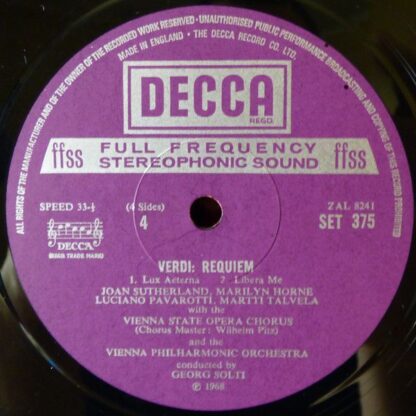 ALL RIGHTS OF THE MANUFACTURER AND OF THE OWNER OF THE RECORDED WORK RESERVED · UNAUTHORISED PUBLIC PERFORMANCE BROADCASTING AND COPYING OF THIS RECORD PROHIBITED
MADE IN ENGLAND · THE DECCA RECORD CO. LTD.
DECCA
REGD.
ffss FULL FREQUENCY STEREOPHONIC SOUND ffss
SPEED 33-⅓
(4 Sides)
4
ZAL 8241
SET 375
DECCA
VERDI: REQUIEM
1. Lux Aeterna 2. Libera Me
JOAN SUTHERLAND, MARILYN HORNE
LUCIANO PAVAROTTI, MARTTI TALVELA
with the
VIENNA STATE OPERA CHORUS
(Chorus Master: Wilhelm Pitz)
and the
VIENNA PHILHARMONIC ORCHESTRA
conducted by
GEORG SOLTI
℗ 1968